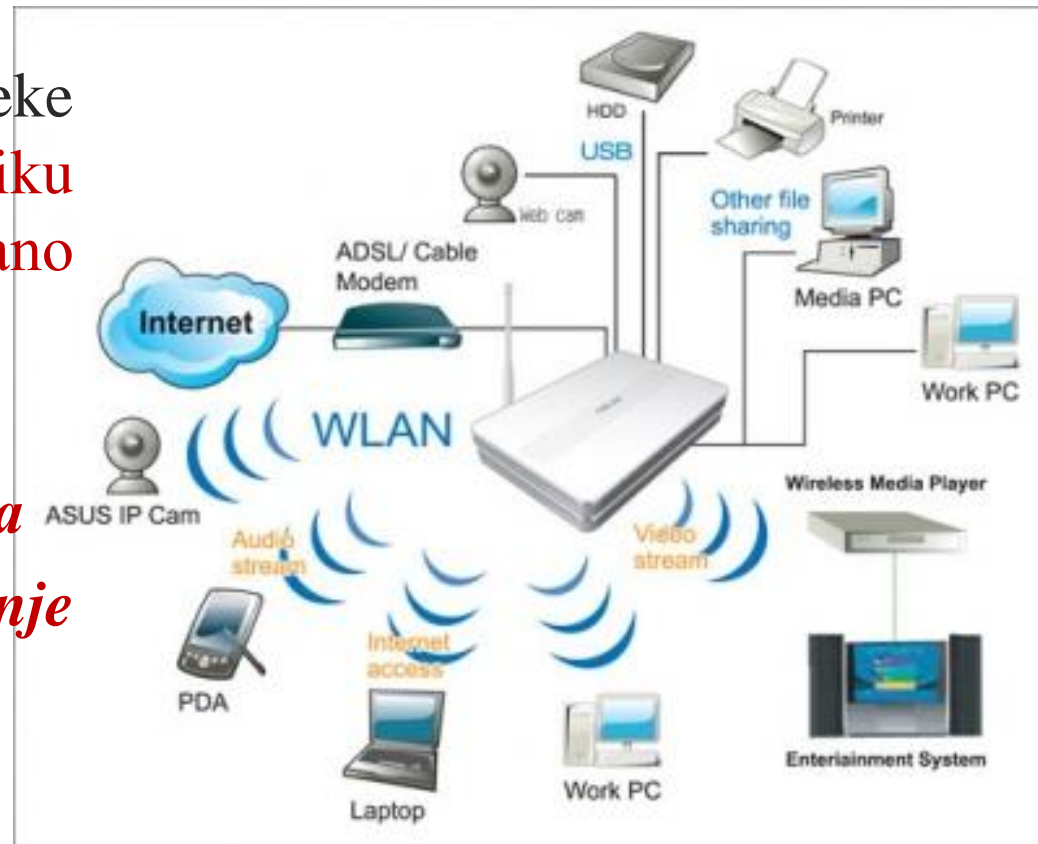 eke
iku
ano
a
nje
HDD
USB
Printer
Web cam
Other file
sharing
ADSL/ Cable
Modem
Media PC
Internet
Work PC
WLAN
ASUS IP Cam
Wireless Media Player
Audio
stream
Video
stream
Internet
access
PDA
Laptop
Work PC
Enteriainment System